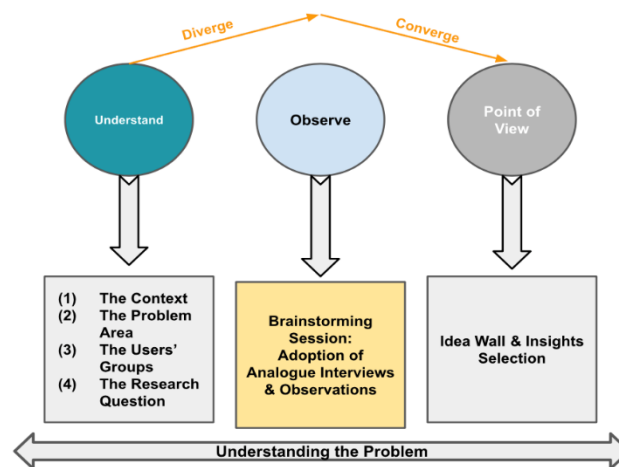 Diverge
Converge
Understand
Observe
Point of
View
(1) The Context
(2) The Problem
Area
(3) The Users'
Groups
(4) The Research
Question
Brainstorming
Session:
Adoption of
Analogue Interviews
& Observations
Idea Wall & Insights
Selection
Understanding the Problem